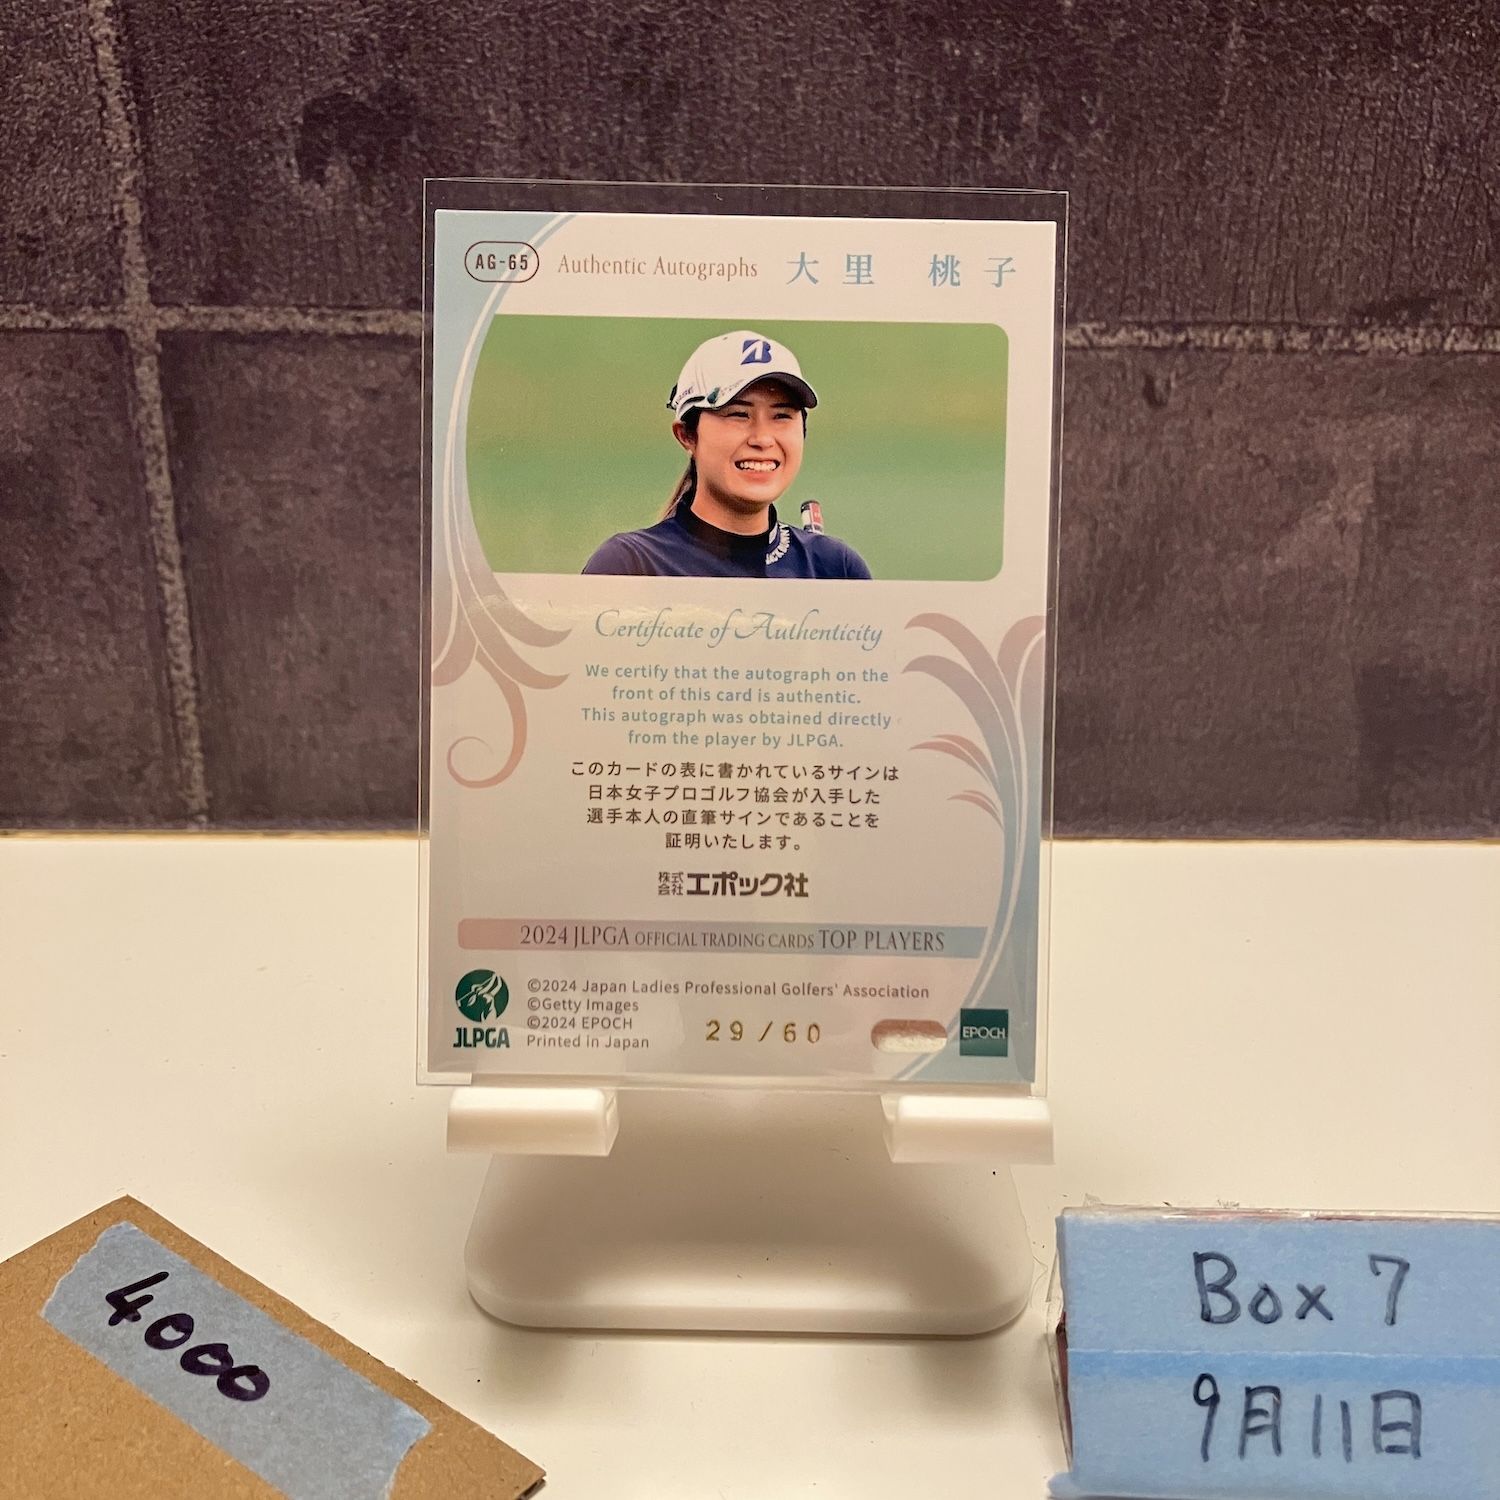 AG-65 Authentic Autographs 大里 桃子
B
Certificate of Authenticity
We certify that the autograph on the
front of this card is authentic.
This autograph was obtained directly
from the player by JLPGA.
このカードの表に書かれているサインは
日本女子プロゴルフ協会が入手した
選手本人の直筆サインであることを
証明いたします。
株式会社エポック社
2024 JLPGA OFFICIAL TRADING CARDS TOP PLAYERS
©2024 Japan Ladies Professional Golfers' Association
©Getty Images
©2024 EPOCH
Printed in Japan
JLPGA
29/60
EPOCH
4000
Box 7
9月11日